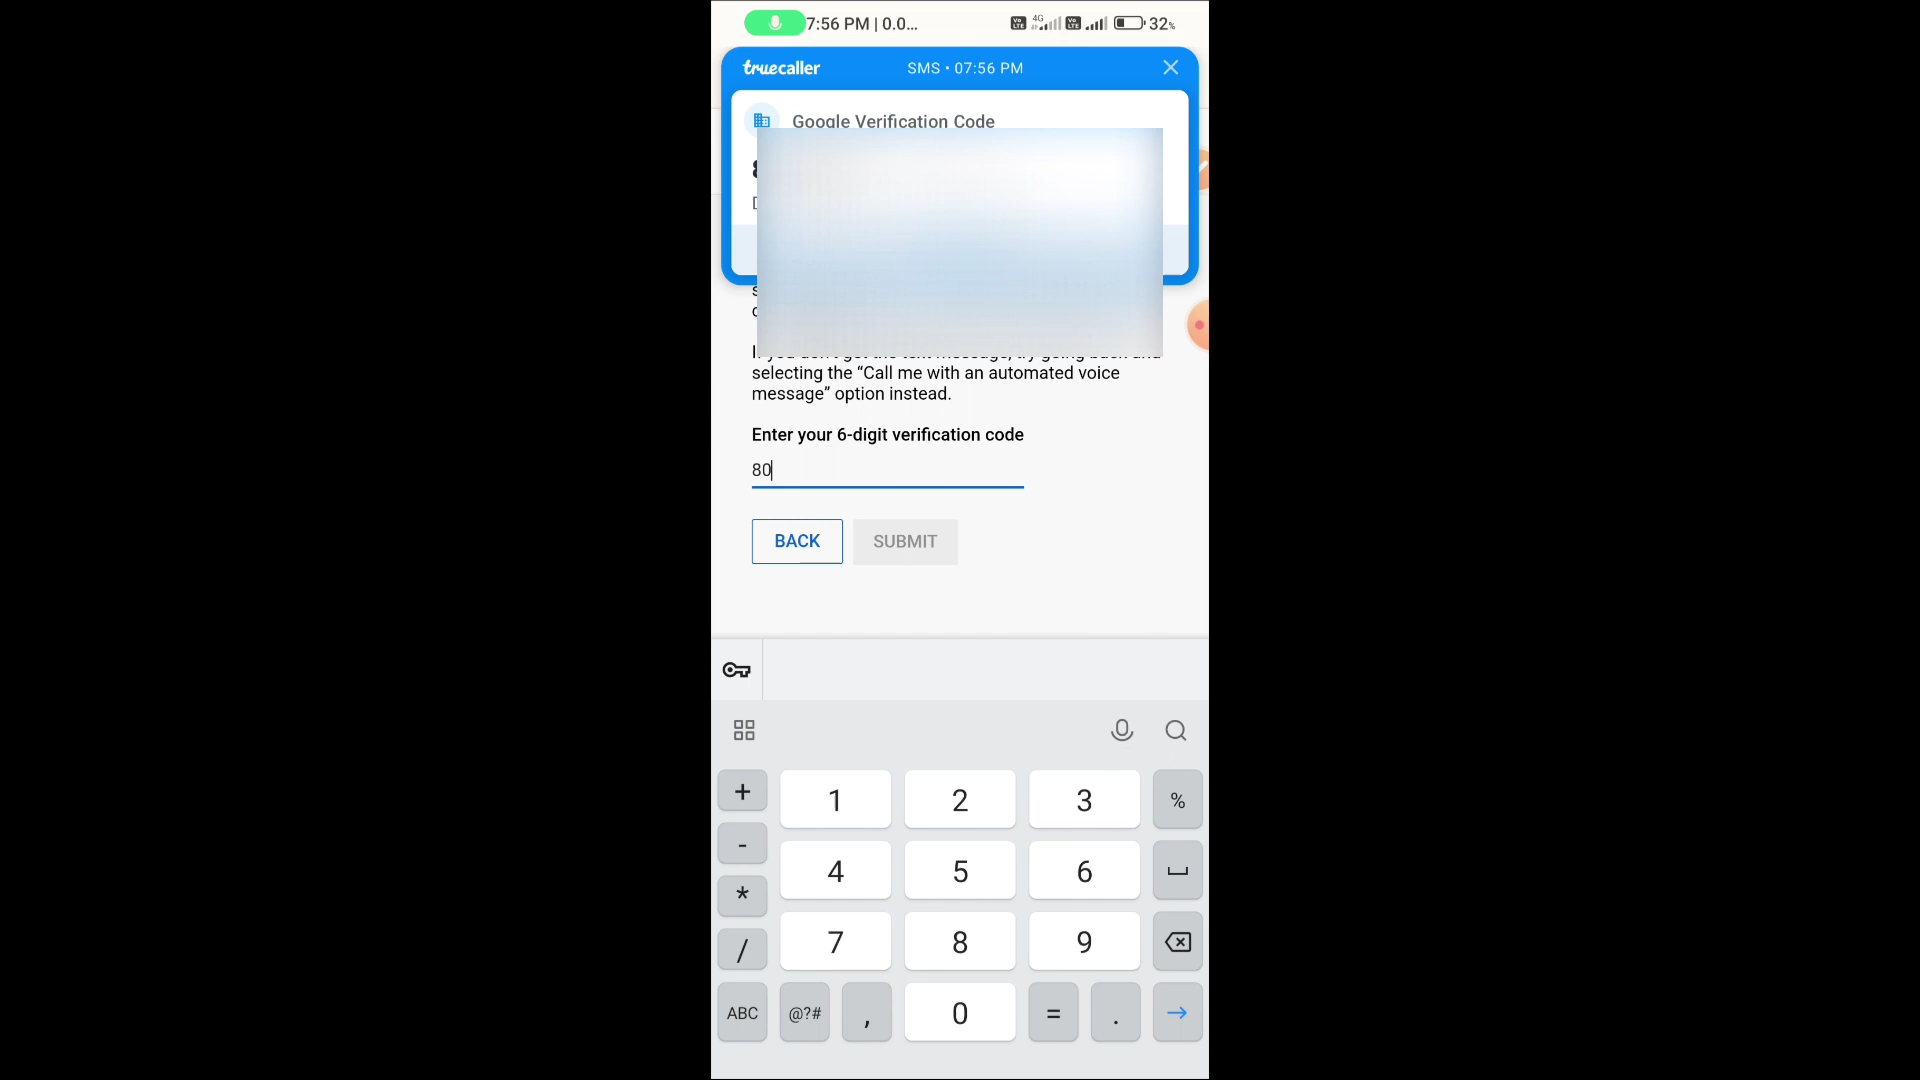 7:56 PM | 0.0...
4G
32%
truecaller
SMS • 07:56 PM
Google Verification Code
selecting the “Call me with an automated voice
message” option instead.
Enter your 6-digit verification code
80
BACK
SUBMIT
+ 1 2 3 %
- 4 5 6
* 7 8 9
/
ABC @?# , 0 = .